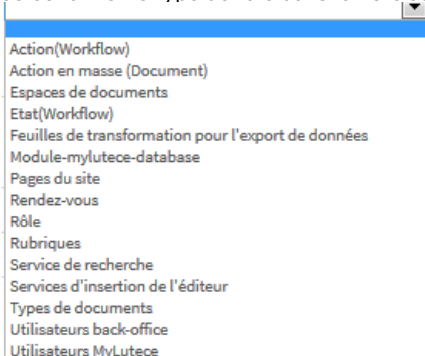 Action(Workflow)
Action en masse (Document)
Espaces de documents
Etat(Workflow)
Feuilles de transformation pour l'export de données
Module-mylutece-database
Pages du site
Rendez-vous
Rôle
Rubriques
Service de recherche
Services d'insertion de l'éditeur
Types de documents
Utilisateurs back-office
Utilisateurs MyLutece